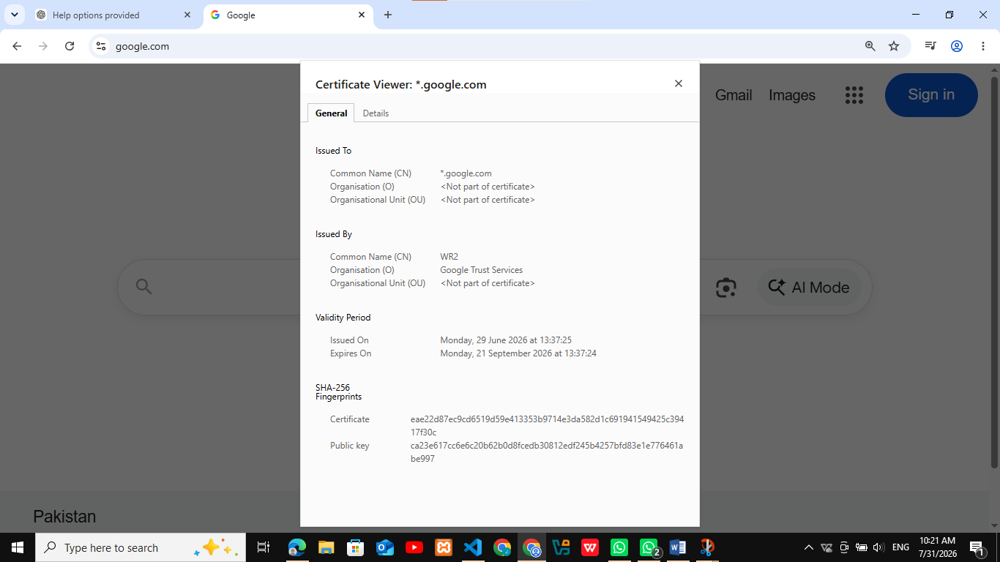 Help options provided
Google
google.com
Certificate Viewer: *.google.com
Gmail
Images
Sign in
General
Details
Issued To
Common Name (CN) *.google.com
Organisation (O) <Not part of certificate>
Organisational Unit (OU) <Not part of certificate>
Issued By
Common Name (CN) WR2
Organisation (O) Google Trust Services
Organisational Unit (OU) <Not part of certificate>
AI Mode
Validity Period
Issued On Monday, 29 June 2026 at 13:37:25
Expires On Monday, 21 September 2026 at 13:37:24
SHA-256
Fingerprints
Certificate eae22d87ec9cd6519d59e413353b9714e3da582d1c691941549425c394
17f30c
Public key ca23e617cc6e6c20b62b0d8fcedb30812edf245b4257bfd83e1e776461a
be997
Pakistan
Type here to search
2
ENG
10:21 AM
7/31/2026
1